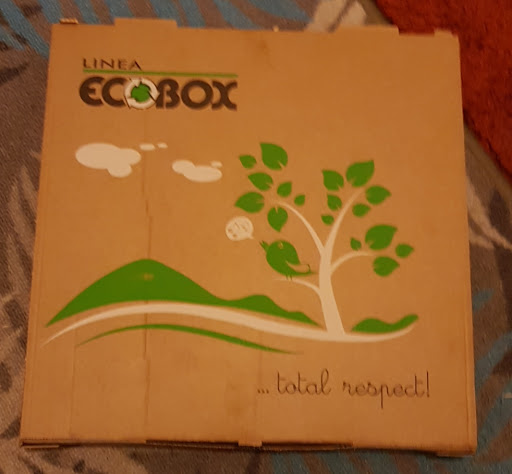 LINEA
ECOBOX
... total respect!